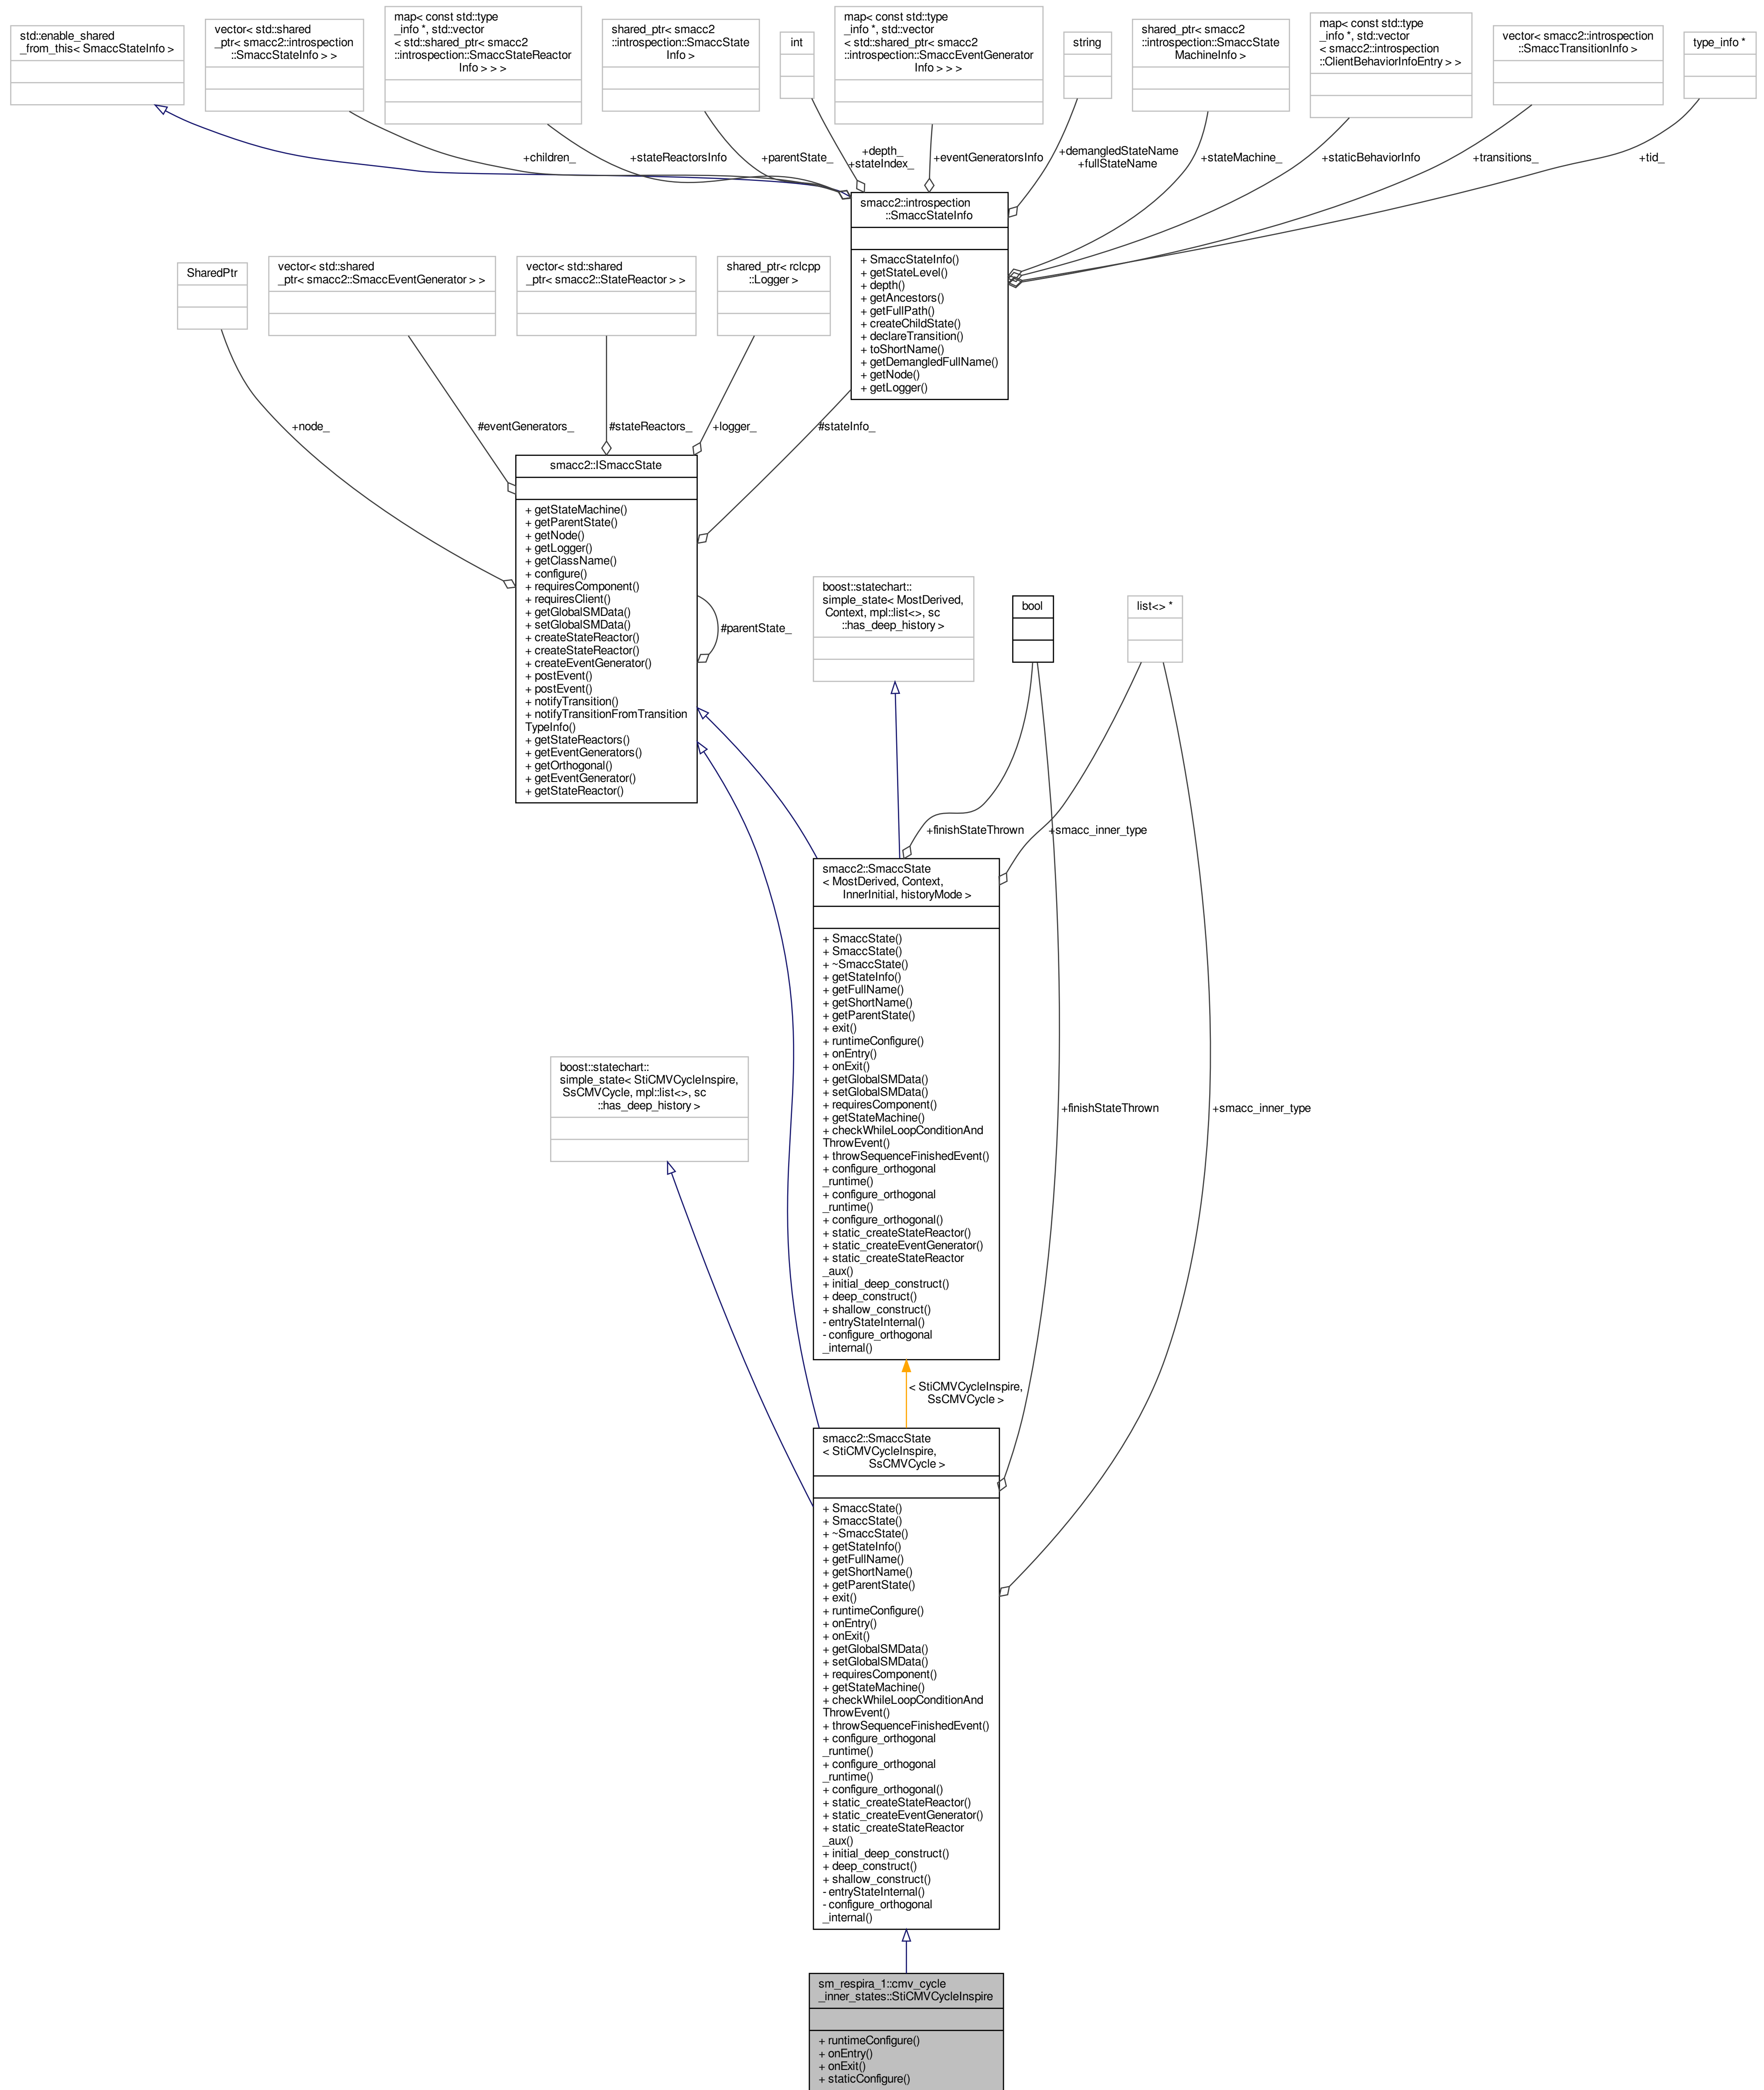 std::enable_shared
_from_this< SmaccStateInfo >
vector< std::shared
_ptr< smacc2::introspection
::SmaccStateInfo > >
map< const std::type
_info *, std::vector
< std::shared_ptr< smacc2
::introspection::SmaccStateReactor
Info > > >
shared_ptr< smacc2
::introspection::SmaccState
Info >
int
map< const std::type
_info *, std::vector
< std::shared_ptr< smacc2
::introspection::SmaccEventGenerator
Info > > >
string
shared_ptr< smacc2
::introspection::SmaccState
MachineInfo >
map< const std::type
_info *, std::vector
< smacc2::introspection
::ClientBehaviorInfoEntry > >
vector< smacc2::introspection
::SmaccTransitionInfo >
type_info *
+children_
+stateReactorsInfo
+parentState_
+depth_
+stateIndex_
+eventGeneratorsInfo
+demangledStateName
+fullStateName
+stateMachine_
+staticBehaviorInfo
+transitions_
+tid_
smacc2::introspection
::SmaccStateInfo
+ SmaccStateInfo()
+ getStateLevel()
+ depth()
+ getAncestors()
+ getFullPath()
+ createChildState()
+ declareTransition()
+ toShortName()
+ getDemangledFullName()
+ getNode()
+ getLogger()
SharedPtr
vector< std::shared
_ptr< smacc2::SmaccEventGenerator > >
vector< std::shared
_ptr< smacc2::StateReactor > >
shared_ptr< rclcpp
::Logger >
+node_
#eventGenerators_
#stateReactors_
+logger_
#stateInfo_
smacc2::ISmaccState
+ getStateMachine()
+ getParentState()
+ getNode()
+ getLogger()
+ getClassName()
+ configure()
+ requiresComponent()
+ requiresClient()
+ getGlobalSMData()
+ setGlobalSMData()
+ createStateReactor()
+ createStateReactor()
+ createEventGenerator()
+ postEvent()
+ postEvent()
+ notifyTransition()
+ notifyTransitionFromTransition
TypeInfo()
+ getStateReactors()
+ getEventGenerators()
+ getOrthogonal()
+ getEventGenerator()
+ getStateReactor()
#parentState_
boost::statechart::
simple_state< MostDerived,
Context, mpl::list<>, sc
::has_deep_history >
bool
list<> *
+finishStateThrown
+smacc_inner_type
smacc2::SmaccState
< MostDerived, Context,
InnerInitial, historyMode >
+ SmaccState()
+ SmaccState()
+ ~SmaccState()
+ getStateInfo()
+ getFullName()
+ getShortName()
+ getParentState()
+ exit()
+ runtimeConfigure()
+ onEntry()
+ onExit()
+ getGlobalSMData()
+ setGlobalSMData()
+ requiresComponent()
+ getStateMachine()
+ checkWhileLoopConditionAnd
ThrowEvent()
+ throwSequenceFinishedEvent()
+ configure_orthogonal
_runtime()
+ configure_orthogonal
_runtime()
+ configure_orthogonal()
+ static_createStateReactor()
+ static_createEventGenerator()
+ static_createStateReactor
_aux()
+ initial_deep_construct()
+ deep_construct()
+ shallow_construct()
- entryStateInternal()
- configure_orthogonal
_internal()
boost::statechart::
simple_state< StiCMVCycleInspire,
SsCMVCycle, mpl::list<>, sc
::has_deep_history >
+finishStateThrown
+smacc_inner_type
< StiCMVCycleInspire,
SsCMVCycle >
smacc2::SmaccState
< StiCMVCycleInspire,
SsCMVCycle >
+ SmaccState()
+ SmaccState()
+ ~SmaccState()
+ getStateInfo()
+ getFullName()
+ getShortName()
+ getParentState()
+ exit()
+ runtimeConfigure()
+ onEntry()
+ onExit()
+ getGlobalSMData()
+ setGlobalSMData()
+ requiresComponent()
+ getStateMachine()
+ checkWhileLoopConditionAnd
ThrowEvent()
+ throwSequenceFinishedEvent()
+ configure_orthogonal
_runtime()
+ configure_orthogonal
_runtime()
+ configure_orthogonal()
+ static_createStateReactor()
+ static_createEventGenerator()
+ static_createStateReactor
_aux()
+ initial_deep_construct()
+ deep_construct()
+ shallow_construct()
- entryStateInternal()
- configure_orthogonal
_internal()
sm_respira_1::cmv_cycle
_inner_states::StiCMVCycleInspire
+ runtimeConfigure()
+ onEntry()
+ onExit()
+ staticConfigure()